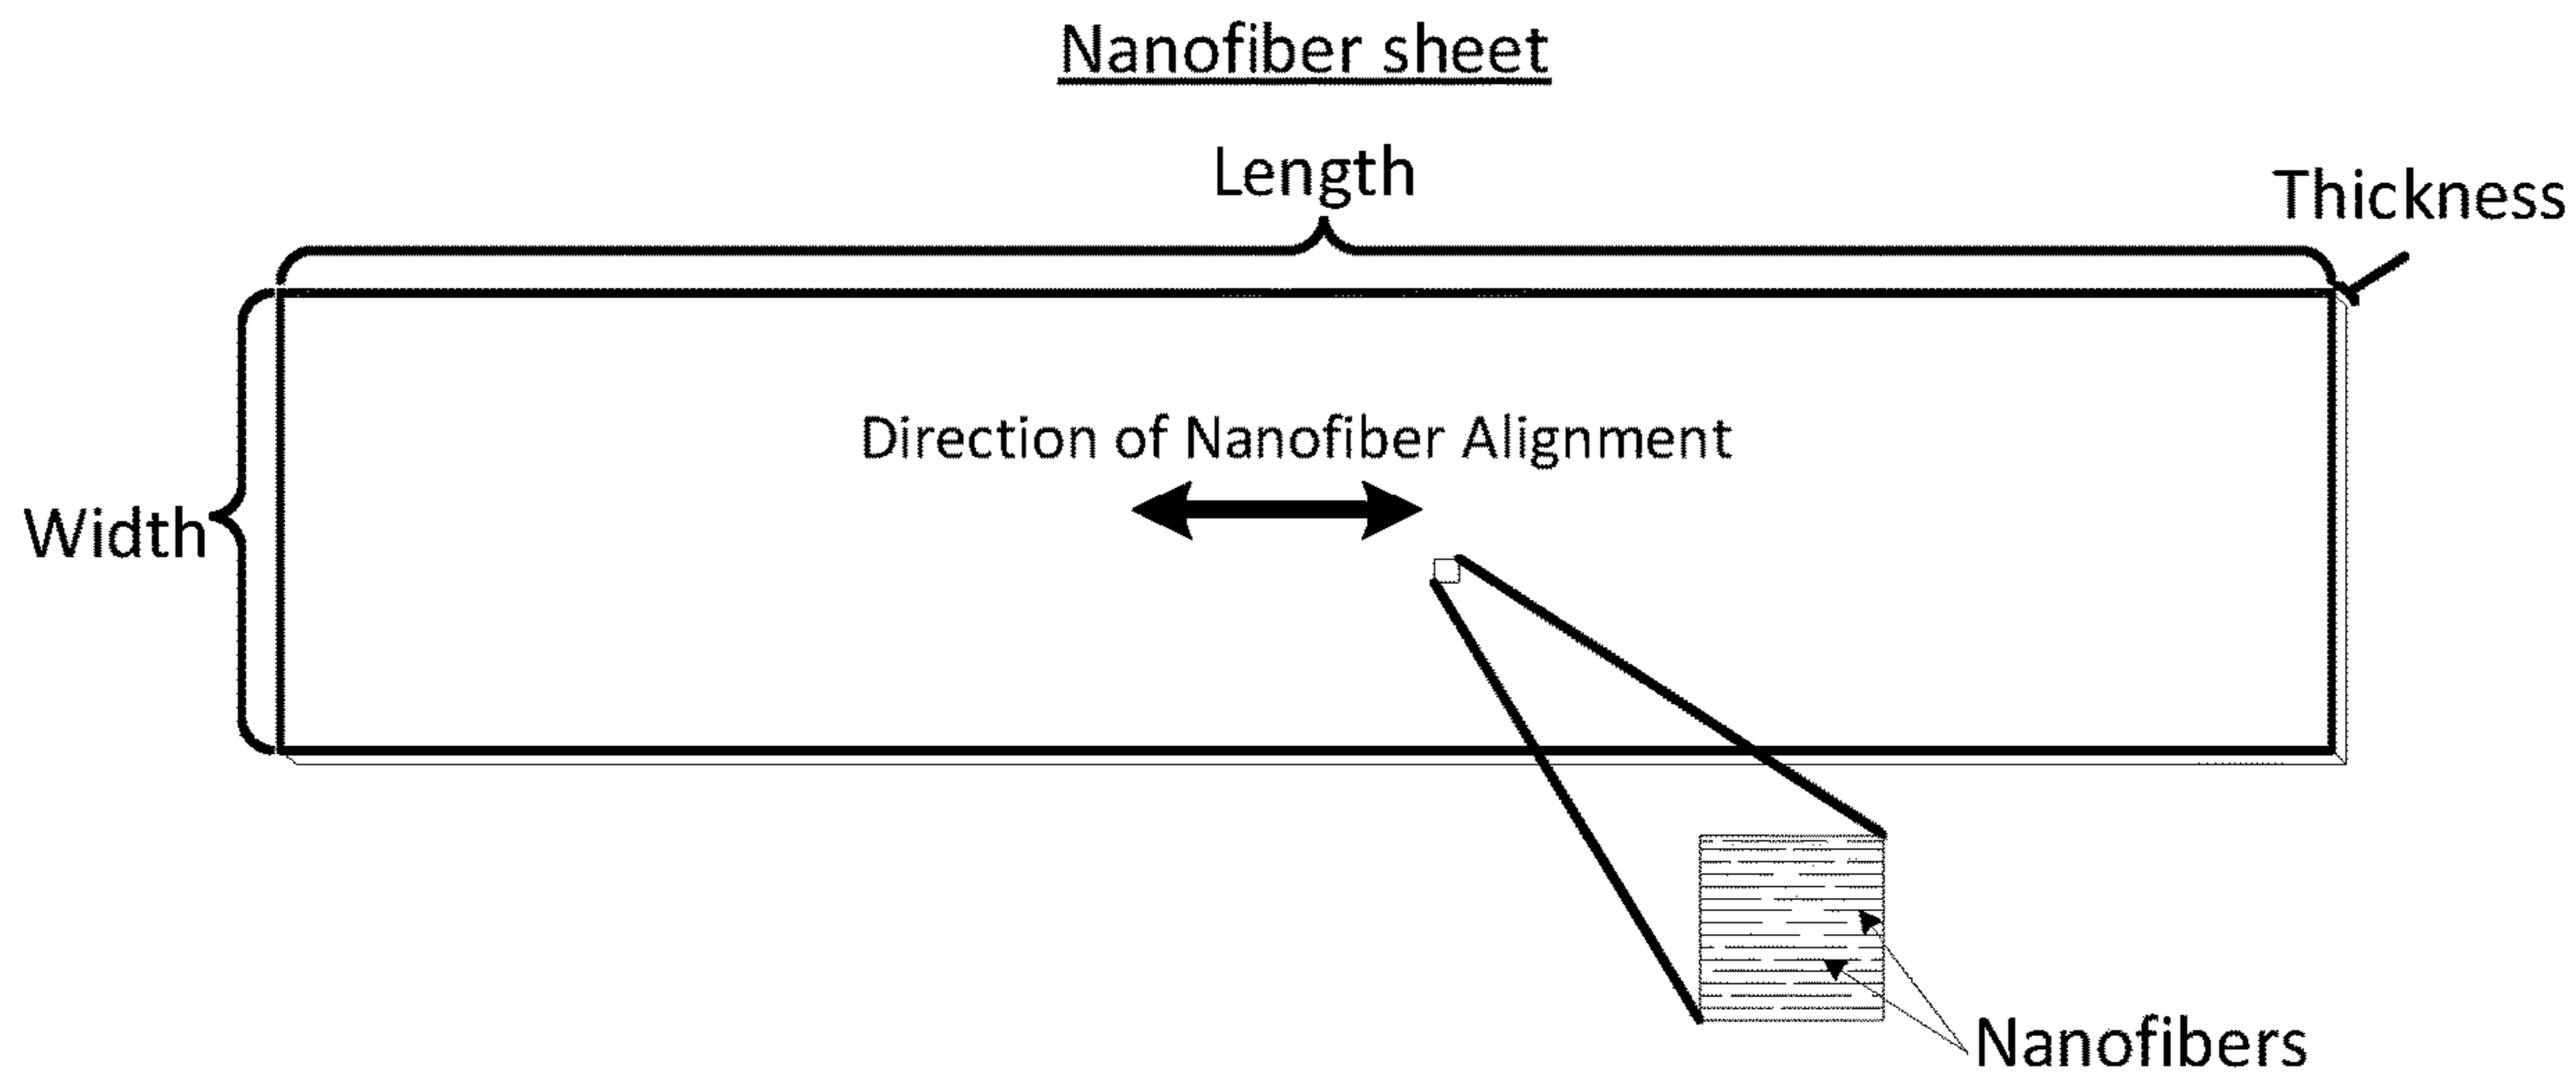 Nanofiber sheet
Length
Thickness
Direction of Nanofiber Alignment
Width
Nanofibers